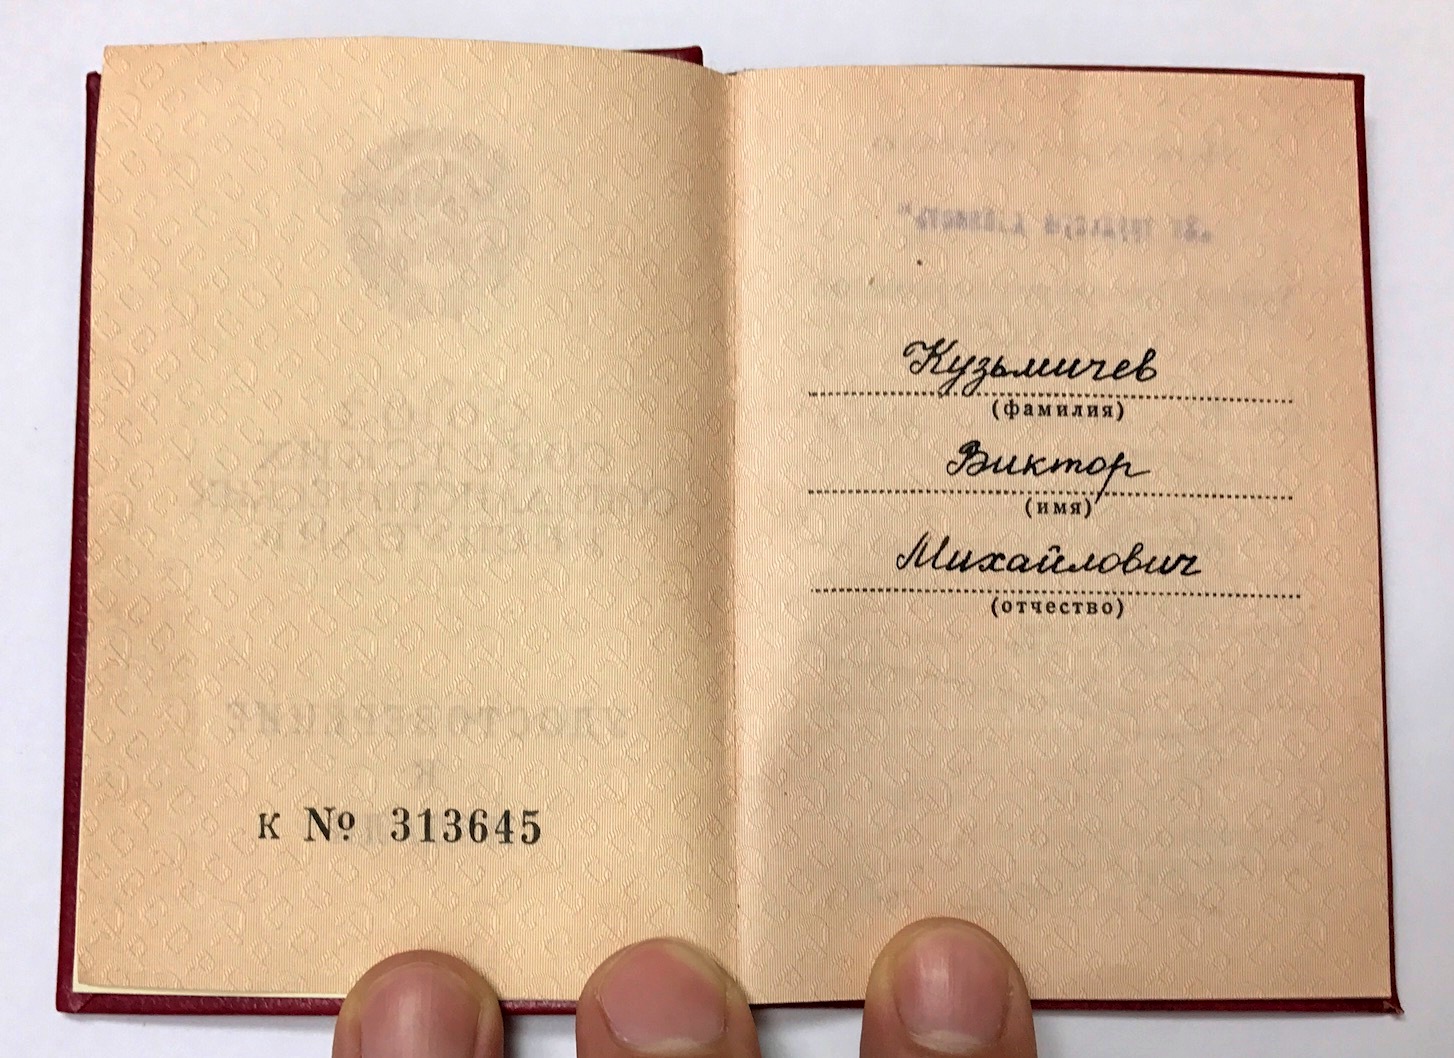 К № 313645
Кузьмичев
(фамилия)
Виктор
(имя)
Михайлович
(отчество)